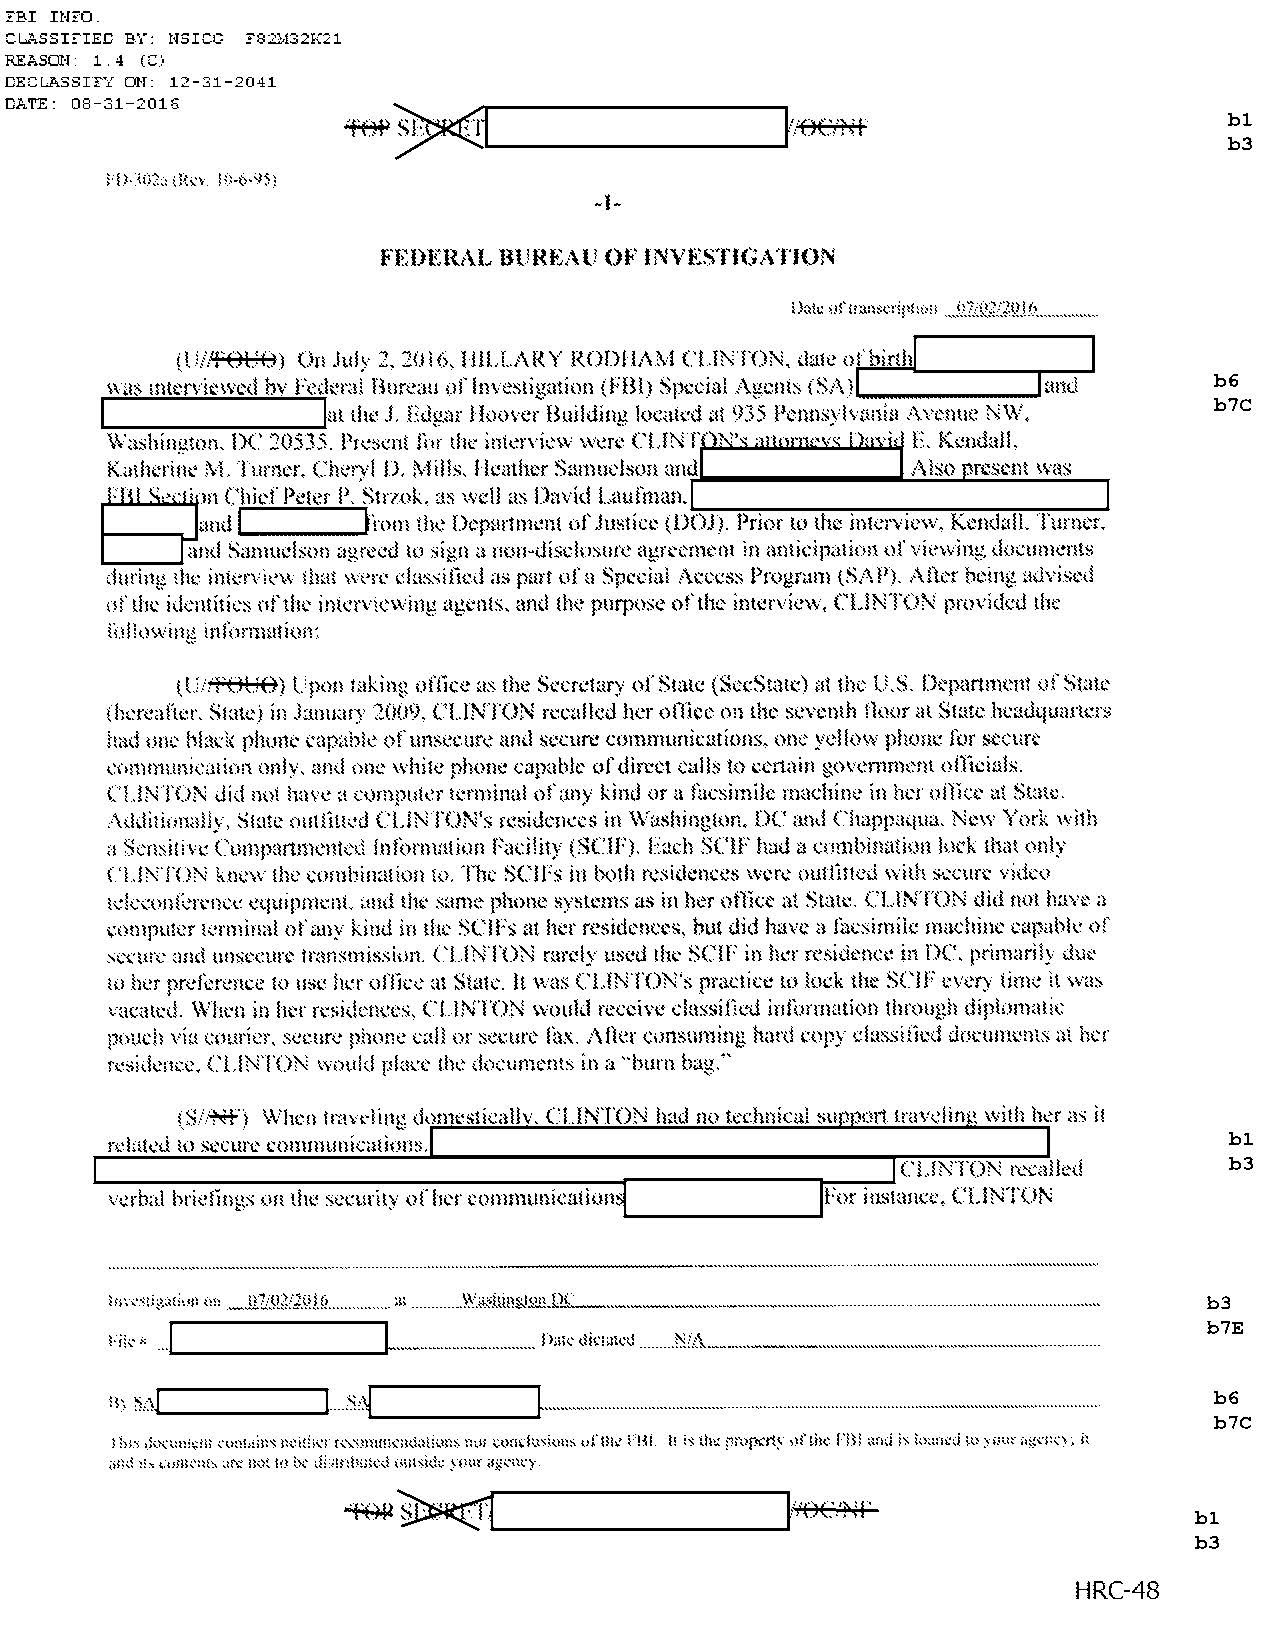 FBI INFO.
CLASSIFIED BY: NSICG F82M32K21
REASON: 1.4 (C)
DECLASSIFY ON: 12-31-2041
DATE: 08-31-2016
TOP SECRET //OC/NF
b1
b3
FD-302a (Rev. 10-6-95)
-1-
FEDERAL BUREAU OF INVESTIGATION
Date of transcription 07/02/2016
(U//FOUO) On July 2, 2016, HILLARY RODHAM CLINTON, date of birth
was interviewed by Federal Bureau of Investigation (FBI) Special Agents (SA) and
b6
b7C
at the J. Edgar Hoover Building located at 935 Pennsylvania Avenue NW,
Washington, DC 20535. Present for the interview were CLINTON's attorneys David E. Kendall,
Katherine M. Turner, Cheryl D. Mills, Heather Samuelson and Also present was
FBI Section Chief Peter P. Strzok, as well as David Laufman,
and from the Department of Justice (DOJ). Prior to the interview, Kendall, Turner,
and Samuelson agreed to sign a non-disclosure agreement in anticipation of viewing documents
during the interview that were classified as part of a Special Access Program (SAP). After being advised
of the identities of the interviewing agents, and the purpose of the interview, CLINTON provided the
following information:
(U//FOUO) Upon taking office as the Secretary of State (SecState) at the U.S. Department of State
(hereafter, State) in January 2009, CLINTON recalled her office on the seventh floor at State headquarters
had one black phone capable of unsecure and secure communications, one yellow phone for secure
communication only, and one white phone capable of direct calls to certain government officials.
CLINTON did not have a computer terminal of any kind or a facsimile machine in her office at State.
Additionally, State outfitted CLINTON's residences in Washington, DC and Chappaqua, New York with
a Sensitive Compartmented Information Facility (SCIF). Each SCIF had a combination lock that only
CLINTON knew the combination to. The SCIFs in both residences were outfitted with secure video
teleconference equipment, and the same phone systems as in her office at State. CLINTON did not have a
computer terminal of any kind in the SCIFs at her residences, but did have a facsimile machine capable of
secure and unsecure transmission. CLINTON rarely used the SCIF in her residence in DC, primarily due
to her preference to use her office at State. It was CLINTON's practice to lock the SCIF every time it was
vacated. When in her residences, CLINTON would receive classified information through diplomatic
pouch via courier, secure phone call or secure fax. After consuming hard copy classified documents at her
residence, CLINTON would place the documents in a "burn bag."
(S//NF) When traveling domestically, CLINTON had no technical support traveling with her as it
related to secure communications.
b1
b3
CLINTON recalled
verbal briefings on the security of her communications For instance, CLINTON
Investigation on 07/02/2016 at Washington DC
b3
b7E
File # Date dictated N/A
By SA SA
b6
b7C
This document contains neither recommendations nor conclusions of the FBI. It is the property of the FBI and is loaned to your agency; it
and its contents are not to be distributed outside your agency.
TOP SECRET //OC/NF
b1
b3
HRC-48